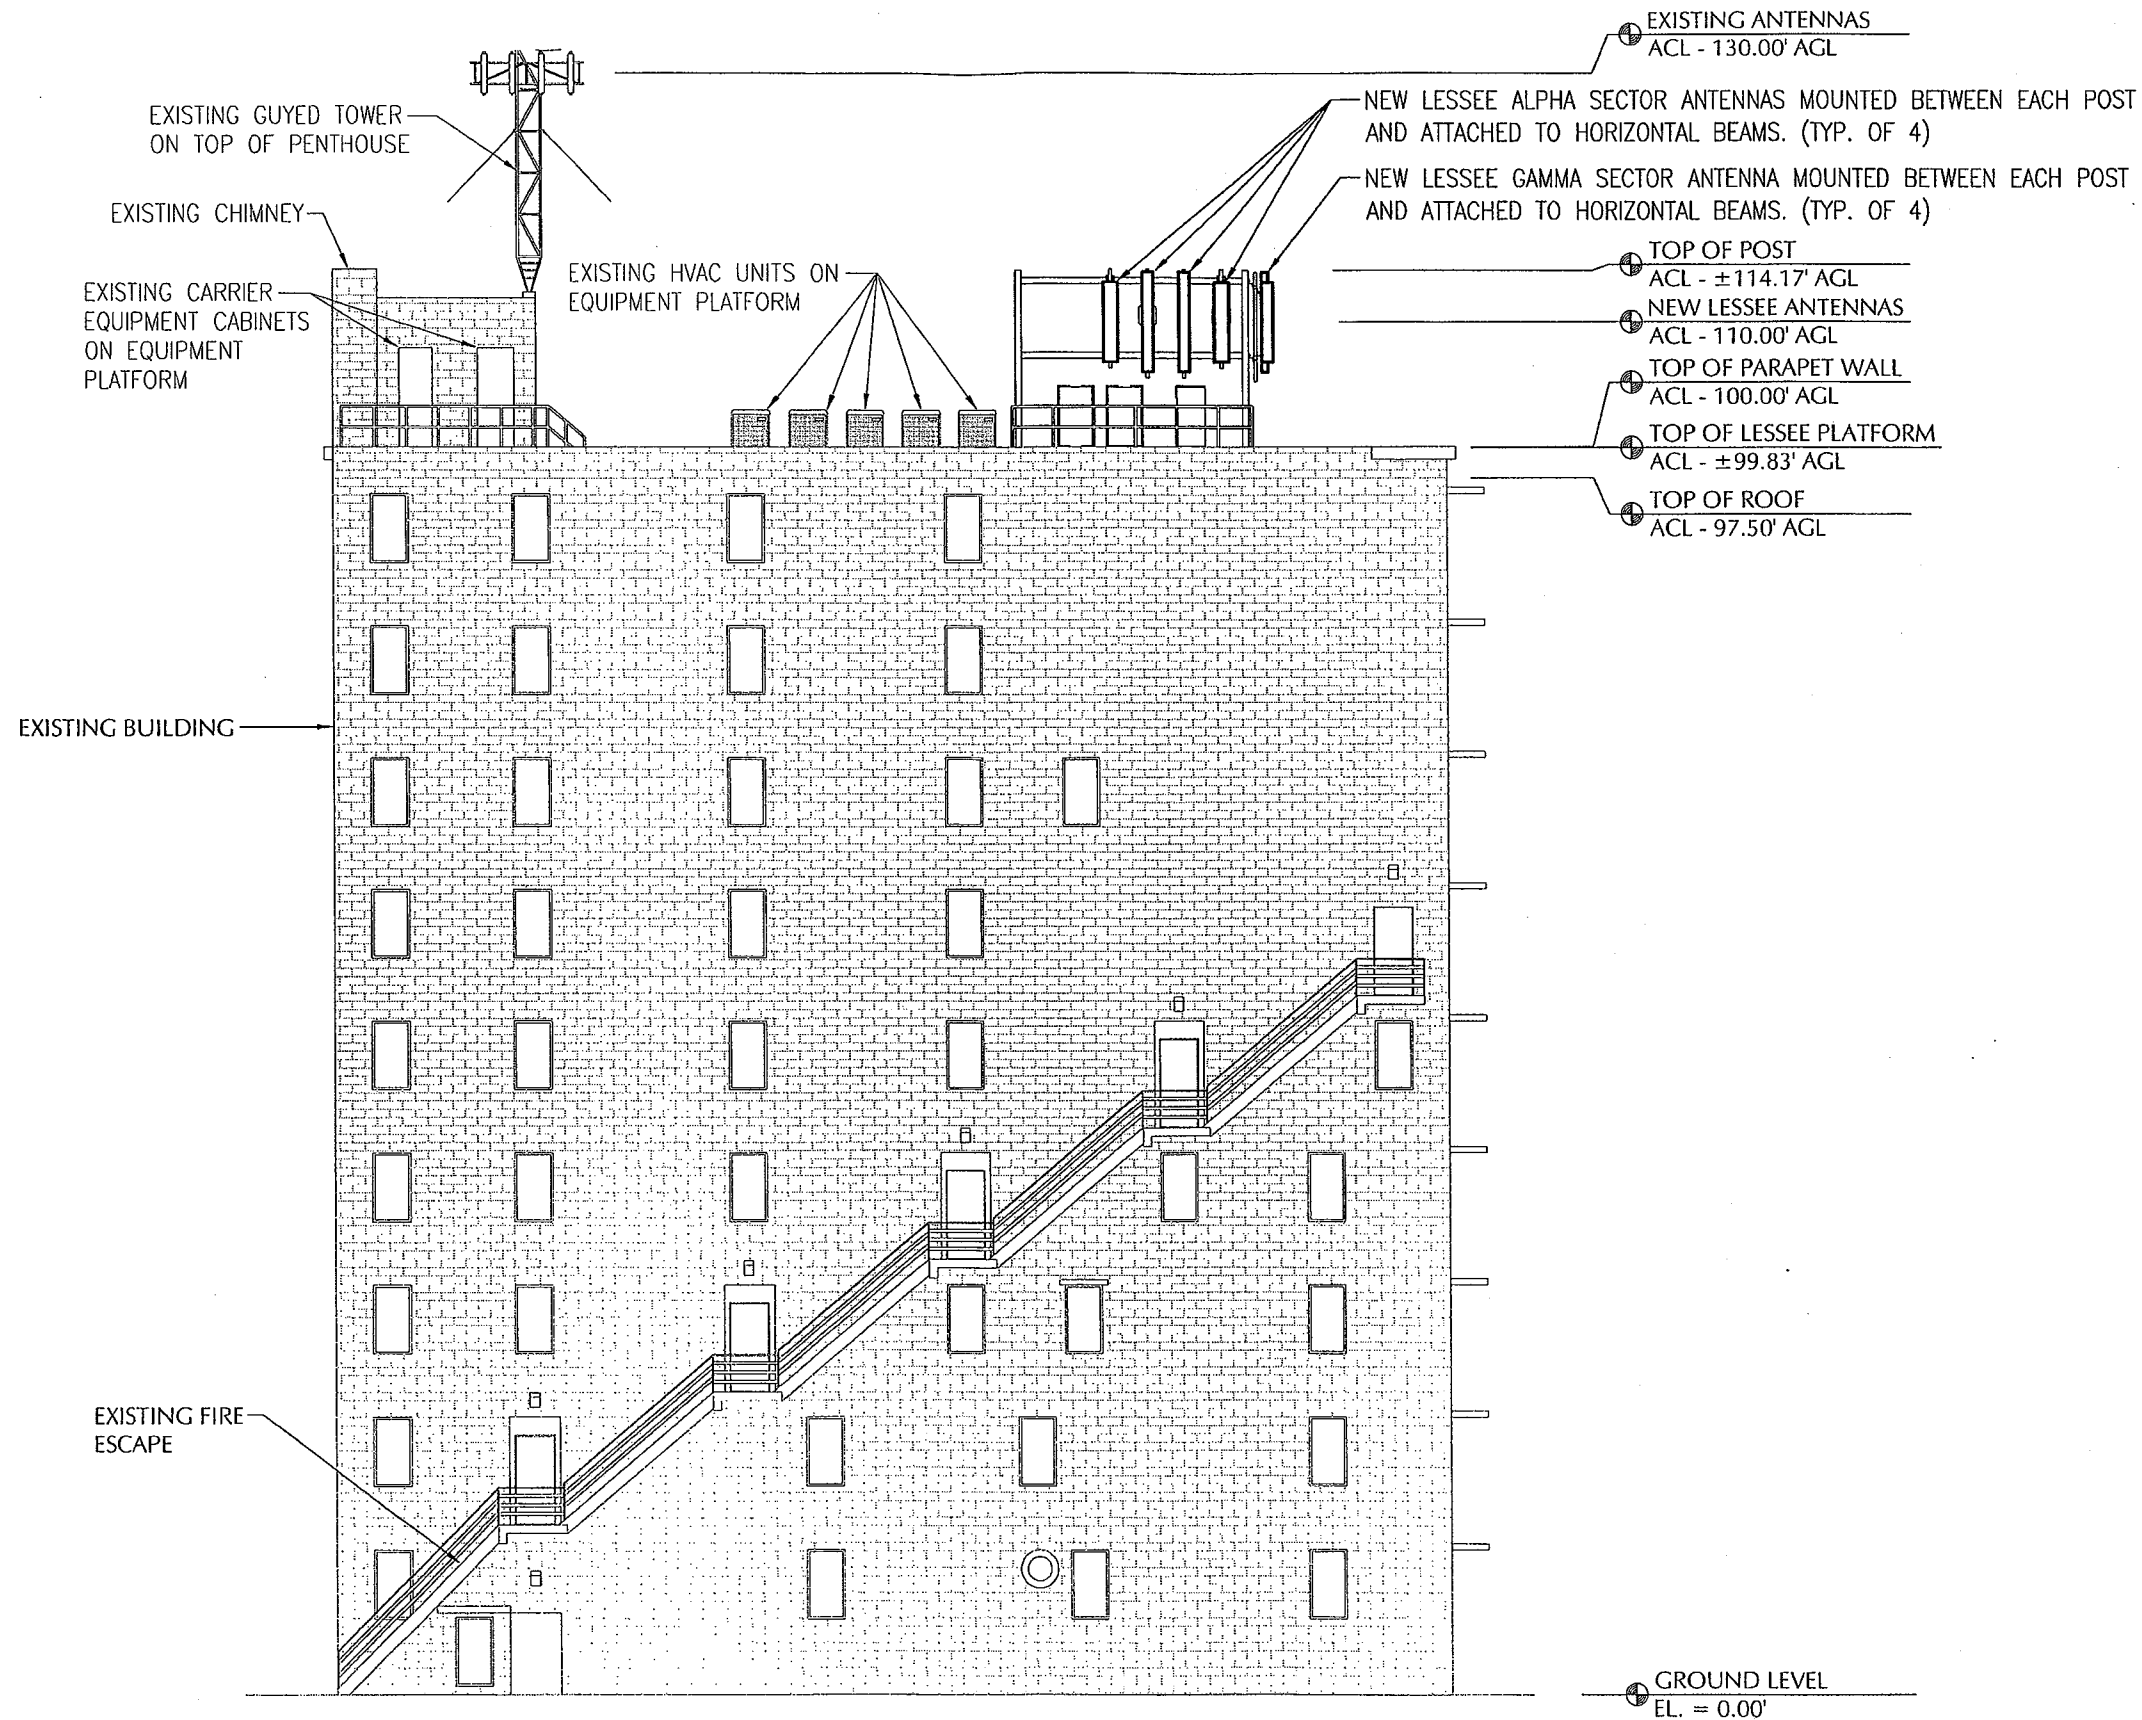 EXISTING ANTENNAS
ACL - 130.00' AGL
EXISTING GUYED TOWER
ON TOP OF PENTHOUSE
NEW LESSEE ALPHA SECTOR ANTENNAS MOUNTED BETWEEN EACH POST
AND ATTACHED TO HORIZONTAL BEAMS. (TYP. OF 4)
NEW LESSEE GAMMA SECTOR ANTENNA MOUNTED BETWEEN EACH POST
AND ATTACHED TO HORIZONTAL BEAMS. (TYP. OF 4)
EXISTING CHIMNEY
TOP OF POST
ACL - ±114.17' AGL
EXISTING HVAC UNITS ON
EQUIPMENT PLATFORM
EXISTING CARRIER
EQUIPMENT CABINETS
ON EQUIPMENT
PLATFORM
NEW LESSEE ANTENNAS
ACL - 110.00' AGL
TOP OF PARAPET WALL
ACL - 100.00' AGL
TOP OF LESSEE PLATFORM
ACL - ±99.83' AGL
TOP OF ROOF
ACL - 97.50' AGL
EXISTING BUILDING
EXISTING FIRE
ESCAPE
GROUND LEVEL
EL. = 0.00'